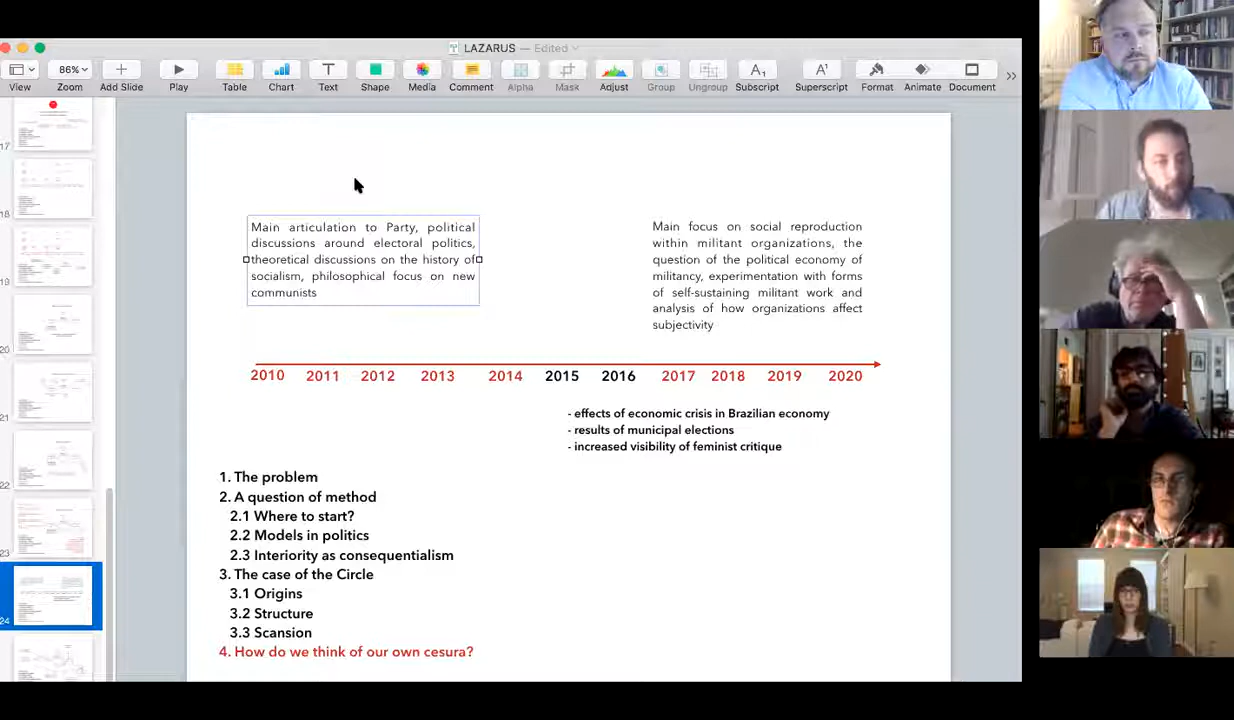 LAZARUS — Edited
86%
View
Zoom
Add Slide
Play
Table
Chart
Text
Shape
Media
Comment
Alpha
Mask
Adjust
Group
Ungroup
Subscript
Superscript
Format
Animate
Document
17
18
20
21
22
23
24
Main articulation to Party, political
discussions around electoral politics,
theoretical discussions on the history of
socialism, philosophical focus on new
communists
Main focus on social reproduction
within militant organizations, the
question of the political economy of
militancy, experimentation with forms
of self-sustaining militant work and
analysis of how organizations affect
subjectivity
2010 2011 2012 2013 2014 2015 2016 2017 2018 2019 2020
- effects of economic crisis in Brazilian economy
- results of municipal elections
- increased visibility of feminist critique
1. The problem
2. A question of method
2.1 Where to start?
2.2 Models in politics
2.3 Interiority as consequentialism
3. The case of the Circle
3.1 Origins
3.2 Structure
3.3 Scansion
4. How do we think of our own cesura?